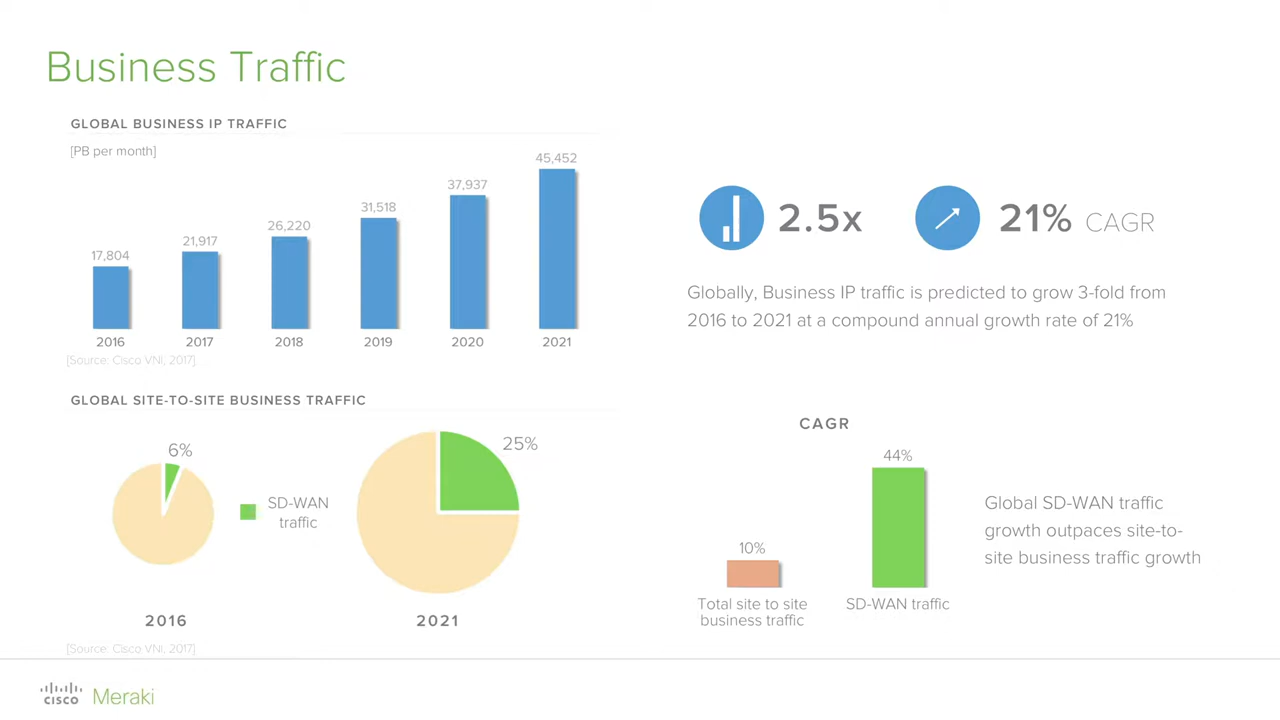 Business Traffic
GLOBAL BUSINESS IP TRAFFIC
[PB per month]
17,804
21,917
26,220
31,518
37,937
45,452
2016
2017
2018
2019
2020
2021
[Source: Cisco VNI, 2017]
2.5x
21% CAGR
Globally, Business IP traffic is predicted to grow 3-fold from
2016 to 2021 at a compound annual growth rate of 21%
GLOBAL SITE-TO-SITE BUSINESS TRAFFIC
6%
SD-WAN
traffic
25%
2016
2021
[Source: Cisco VNI, 2017]
CAGR
10%
44%
Total site to site
business traffic
SD-WAN traffic
Global SD-WAN traffic
growth outpaces site-to-
site business traffic growth
CISCO Meraki